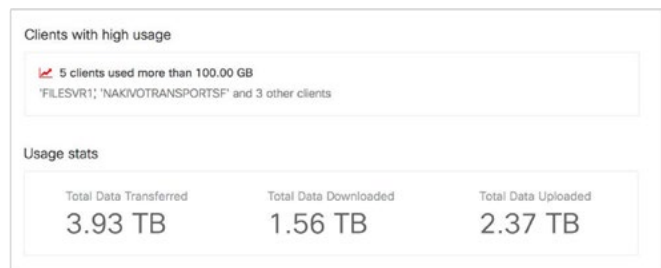 Clients with high usage
5 clients used more than 100.00 GB
'FILESVR1', 'NAKIVOTRANSPORTSF' and 3 other clients
Usage stats
Total Data Transferred Total Data Downloaded Total Data Uploaded
3.93 TB 1.56 TB 2.37 TB